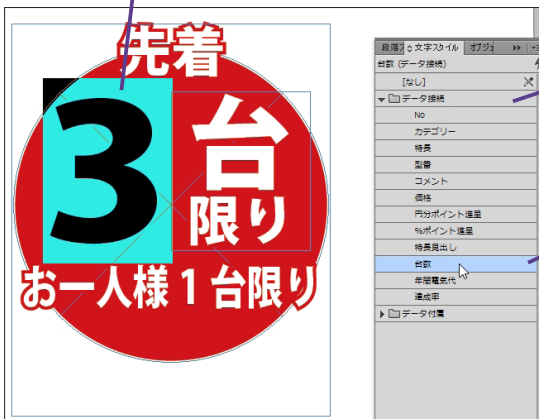 先着
3台
限り
お一人様1台限り
段落ス 文字スタイル オブジェ
台数 (データ接続)
[なし]
データ接続
No
カテゴリー
特長
型番
コメント
価格
円分ポイント進呈
%ポイント進呈
特長見出し
台数
年間電気代
達成率
データ付属